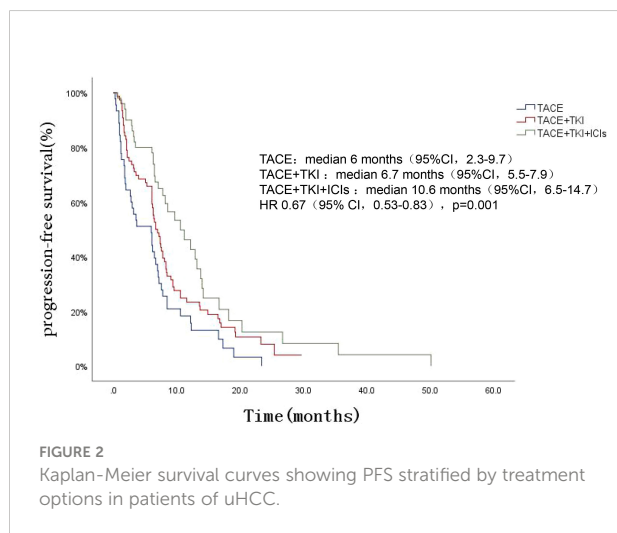 100%
80%
60%
40%
20%
0%
progression-free survival(%)
TACE
TACE+TKI
TACE+TKI+ICIs
TACE：median 6 months（95%CI，2.3-9.7）
TACE+TKI：median 6.7 months（95%CI，5.5-7.9）
TACE+TKI+ICIs：median 10.6 months（95%CI，6.5-14.7）
HR 0.67（95% CI，0.53-0.83），p=0.001
.0 10.0 20.0 30.0 40.0 50.0 60.0
Time(months)
FIGURE 2
Kaplan-Meier survival curves showing PFS stratified by treatment
options in patients of uHCC.